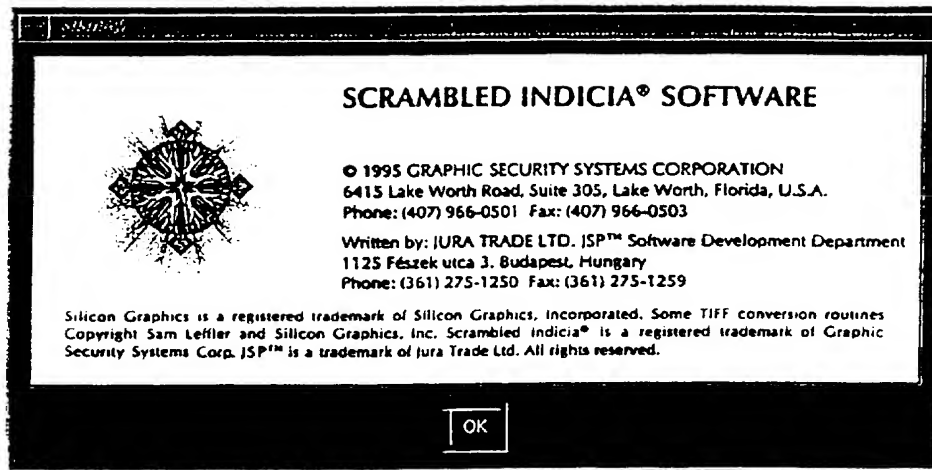 SCRAMBLED INDICIA® SOFTWARE
© 1995 GRAPHIC SECURITY SYSTEMS CORPORATION
6415 Lake Worth Road, Suite 305, Lake Worth, Florida, U.S.A.
Phone: (407) 966-0501 Fax: (407) 966-0503
Written by: JURA TRADE LTD. JSP™ Software Development Department
1125 Fészek utca 3. Budapest, Hungary
Phone: (361) 275-1250 Fax: (361) 275-1259
Silicon Graphics is a registered trademark of Silicon Graphics, Incorporated. Some TIFF conversion routines
Copyright Sam Leffler and Silicon Graphics, Inc. Scrambled Indicia® is a registered trademark of Graphic
Security Systems Corp. JSP™ is a trademark of Jura Trade Ltd. All rights reserved.
OK